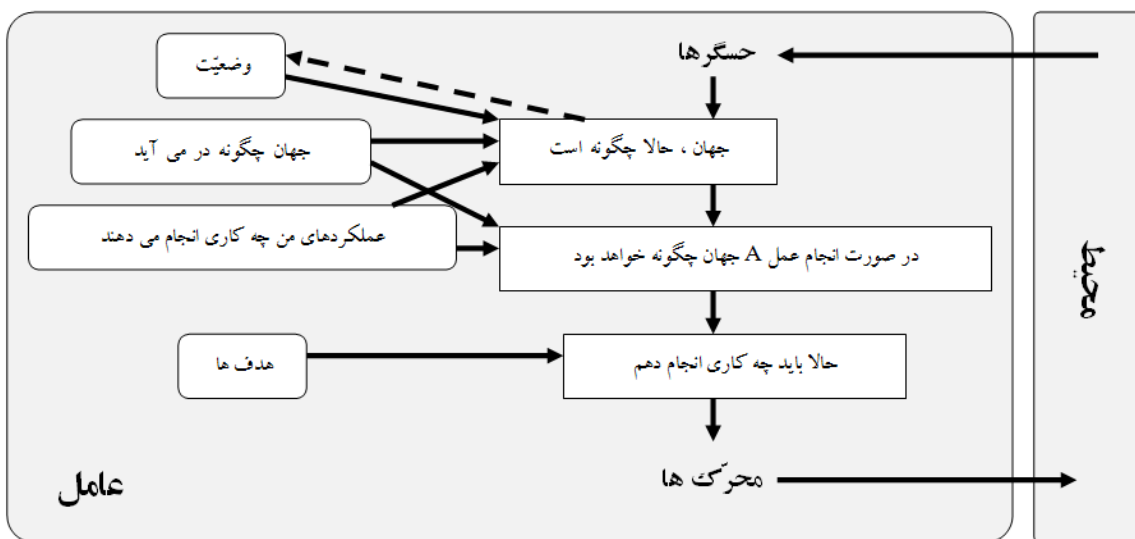 حسگرها
وضعیّت
جهان ، حالا چگونه است
جهان چگونه در می آید
عملکردهای من چه کاری انجام می دهند
در صورت انجام عمل A جهان چگونه خواهد بود
محیط
حالا باید چه کاری انجام دهم
هدف ها
محرّک ها
عامل